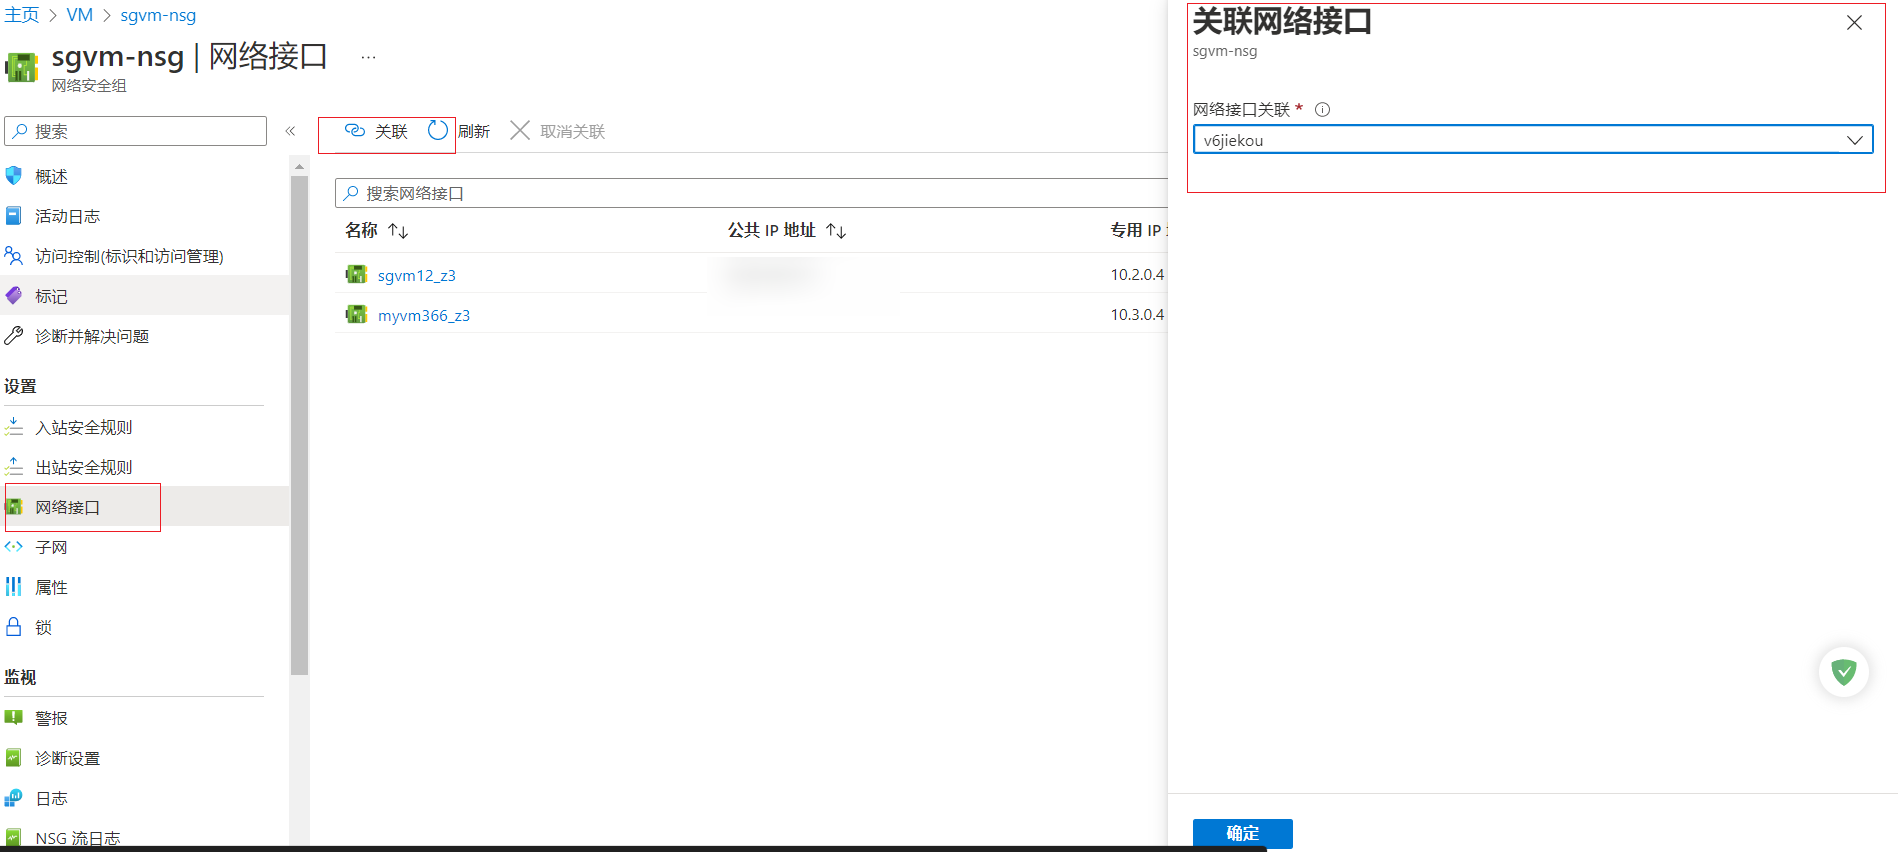 主页 > VM > sgvm-nsg
sgvm-nsg | 网络接口 ...
网络安全组
搜索
«
概述
活动日志
访问控制(标识和访问管理)
标记
诊断并解决问题
设置
入站安全规则
出站安全规则
网络接口
子网
属性
锁
监视
警报
诊断设置
日志
NSG 流日志
关联 刷新 取消关联
搜索网络接口
名称 ↑↓ 公共 IP 地址 ↑↓ 专用 IP
sgvm12_z3 10.2.0.4
myvm366_z3 10.3.0.4
关联网络接口
sgvm-nsg
网络接口关联 *
v6jiekou
确定